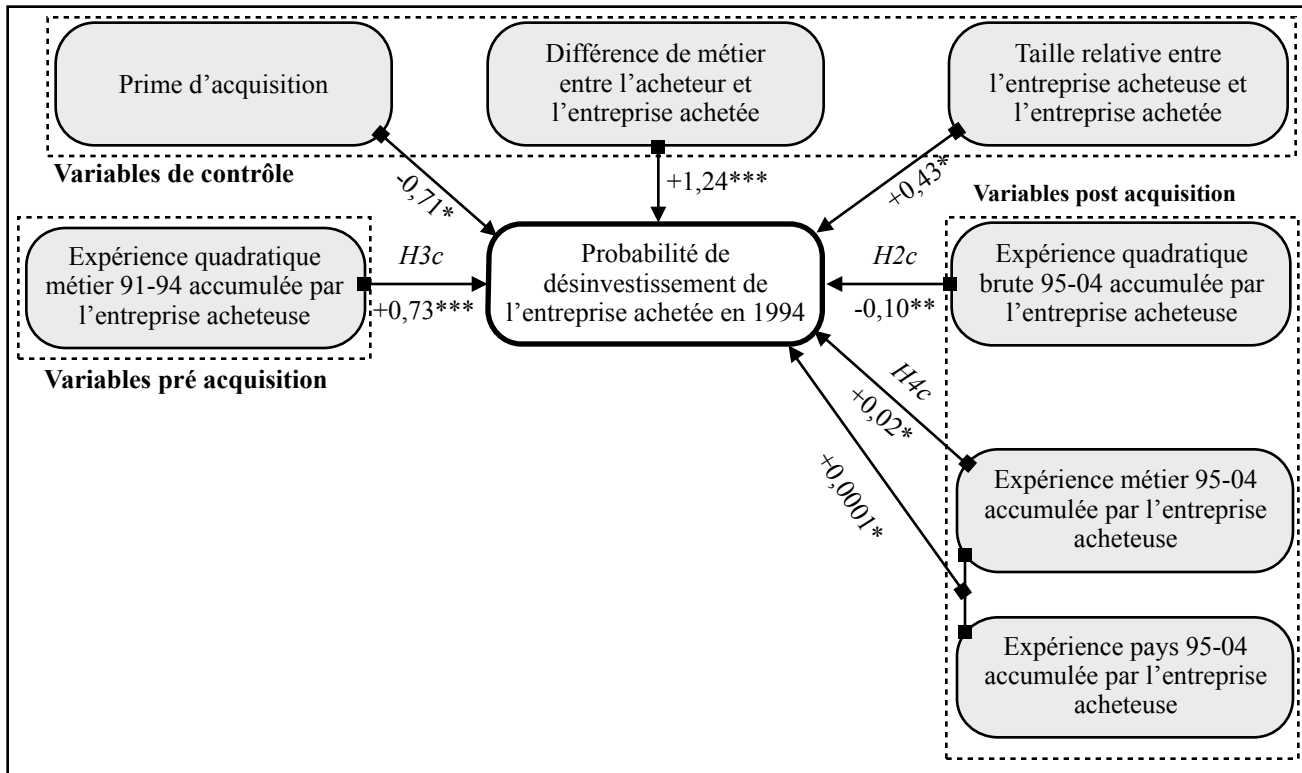 Prime d’acquisition
Différence de métier
entre l’acheteur et
l’entreprise achetée
Taille relative entre
l’entreprise acheteuse et
l’entreprise achetée
Variables de contrôle
-0,71*
+1,24***
+0,43*
Variables post acquisition
Expérience quadratique
métier 91-94 accumulée par
l’entreprise acheteuse
H3c
+0,73***
Probabilité de
désinvestissement de
l’entreprise achetée en 1994
H2c
-0,10**
Expérience quadratique
brute 95-04 accumulée par
l’entreprise acheteuse
Variables pré acquisition
H4c
+0,02*
+0,0001*
Expérience métier 95-04
accumulée par l’entreprise
acheteuse
Expérience pays 95-04
accumulée par l’entreprise
acheteuse